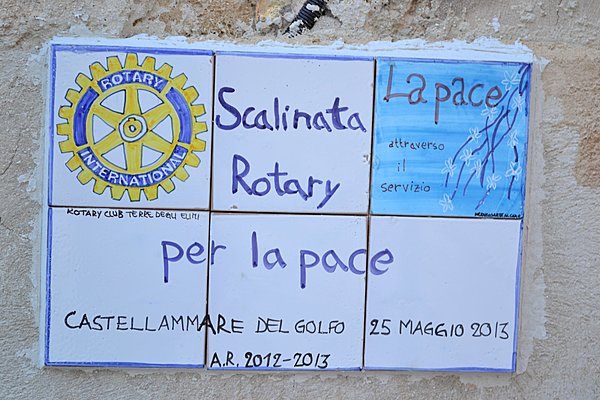 ROTARY
INTERNATIONAL
ROTARY CLUB TERRE DEGLI ELIMI
Scalinata
Rotary
La pace
attraverso
il
servizio
per la pace
CASTELLAMMARE DEL GOLFO 25 MAGGIO 2013
A.R. 2012-2013